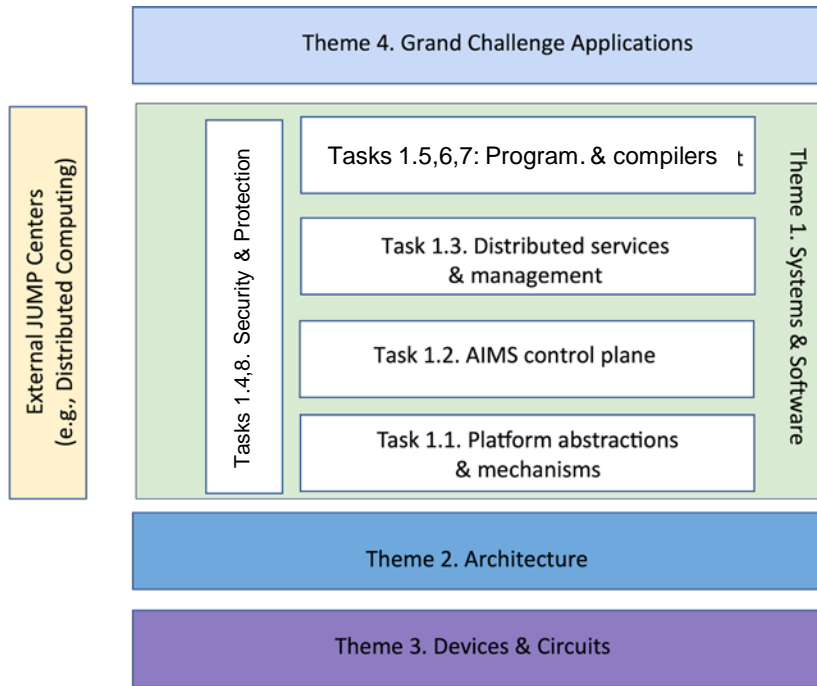 Theme 4. Grand Challenge Applications
External JUMP Centers
(e.g., Distributed Computing)
Tasks 1.4,8. Security & Protection
Tasks 1.5,6,7: Program. & compilers t
Task 1.3. Distributed services
& management
Task 1.2. AIMS control plane
Task 1.1. Platform abstractions
& mechanisms
Theme 1. Systems & Software
Theme 2. Architecture
Theme 3. Devices & Circuits